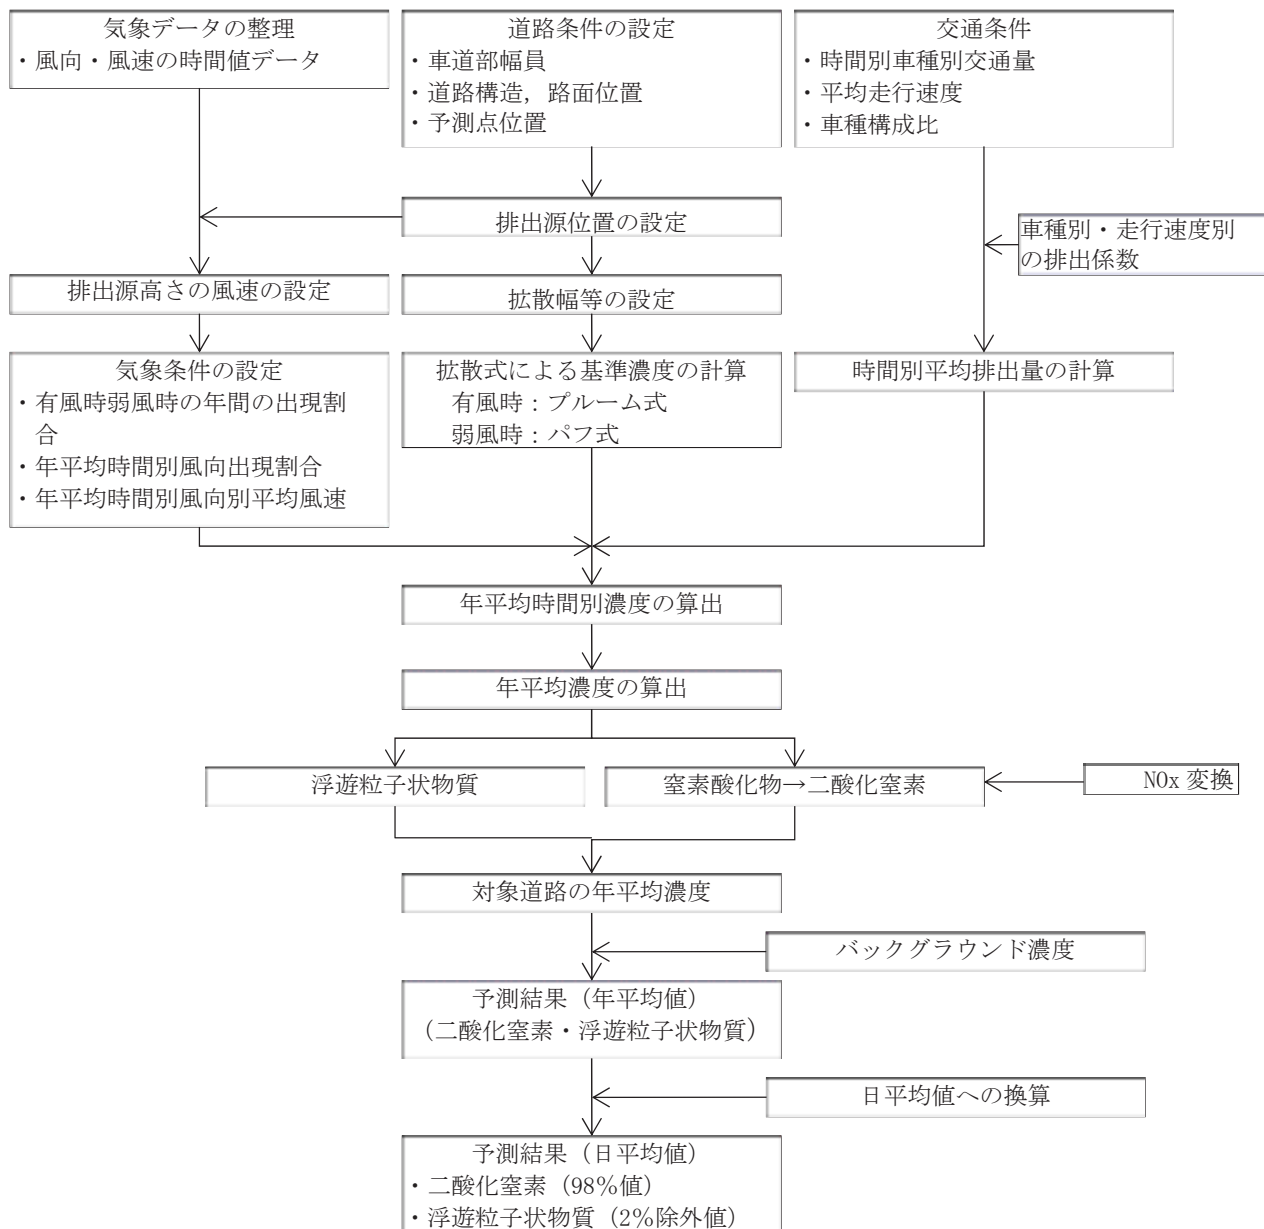 気象データの整理
・風向・風速の時間値データ
道路条件の設定
・車道部幅員
・道路構造，路面位置
・予測点位置
交通条件
・時間別車種別交通量
・平均走行速度
・車種構成比
排出源位置の設定
車種別・走行速度別
の排出係数
排出源高さの風速の設定
拡散幅等の設定
気象条件の設定
・有風時弱風時の年間の出現割
合
・年平均時間別風向出現割合
・年平均時間別風向別平均風速
拡散式による基準濃度の計算
有風時：プルーム式
弱風時：パフ式
時間別平均排出量の計算
年平均時間別濃度の算出
年平均濃度の算出
浮遊粒子状物質
窒素酸化物→二酸化窒素
NOx 変換
対象道路の年平均濃度
バックグラウンド濃度
予測結果（年平均値）
（二酸化窒素・浮遊粒子状物質）
日平均値への換算
予測結果（日平均値）
・二酸化窒素（98%値）
・浮遊粒子状物質（2%除外値）